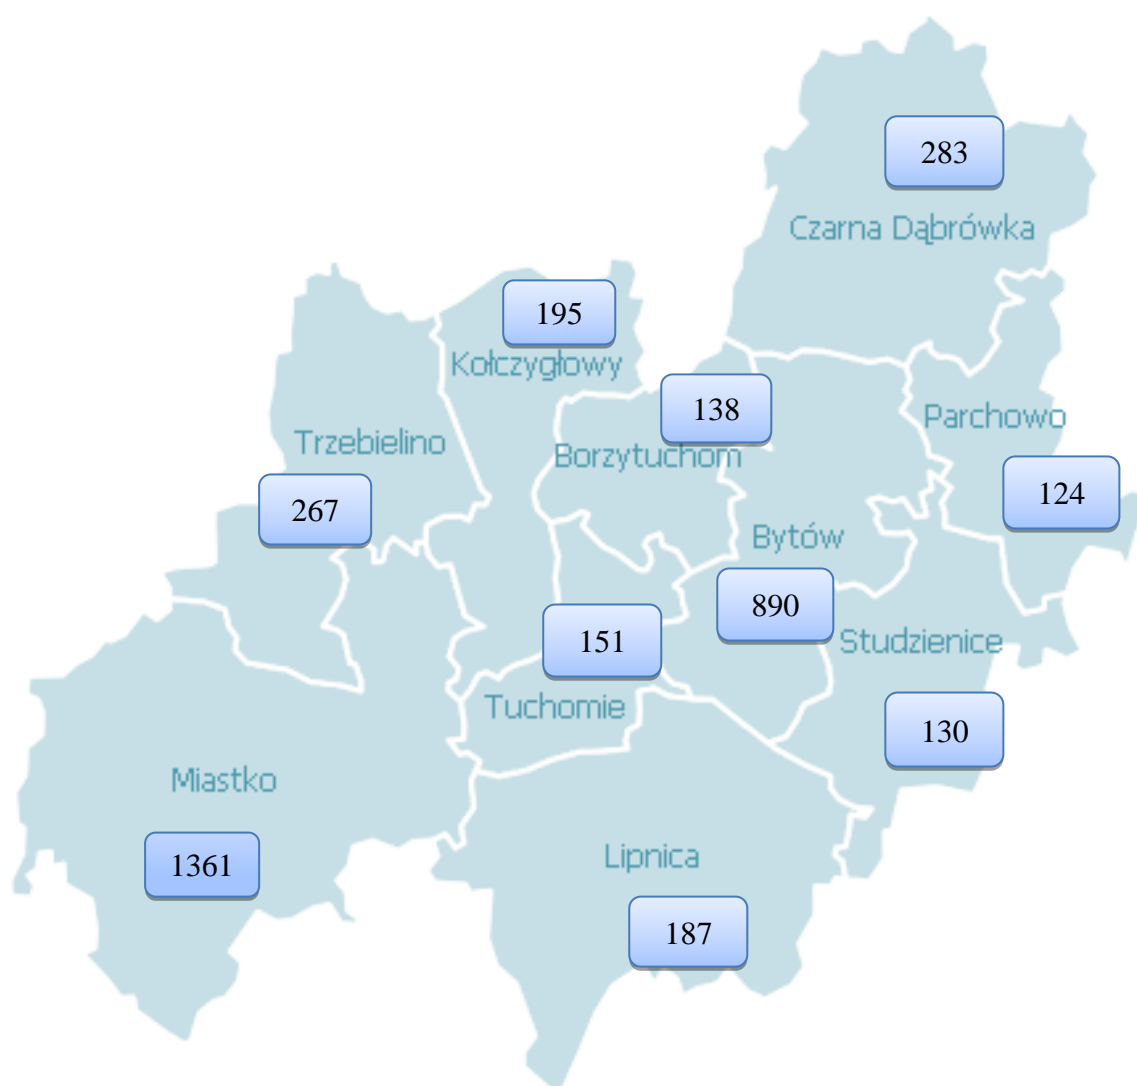 283
Czarna Dąbrówka
195
Kołczygłowy
138
Parchowo
Trzebielino
Borzytuchom
124
267
Bytów
890
151
Studzienice
Tuchomie
130
Miastko
1361
Lipnica
187